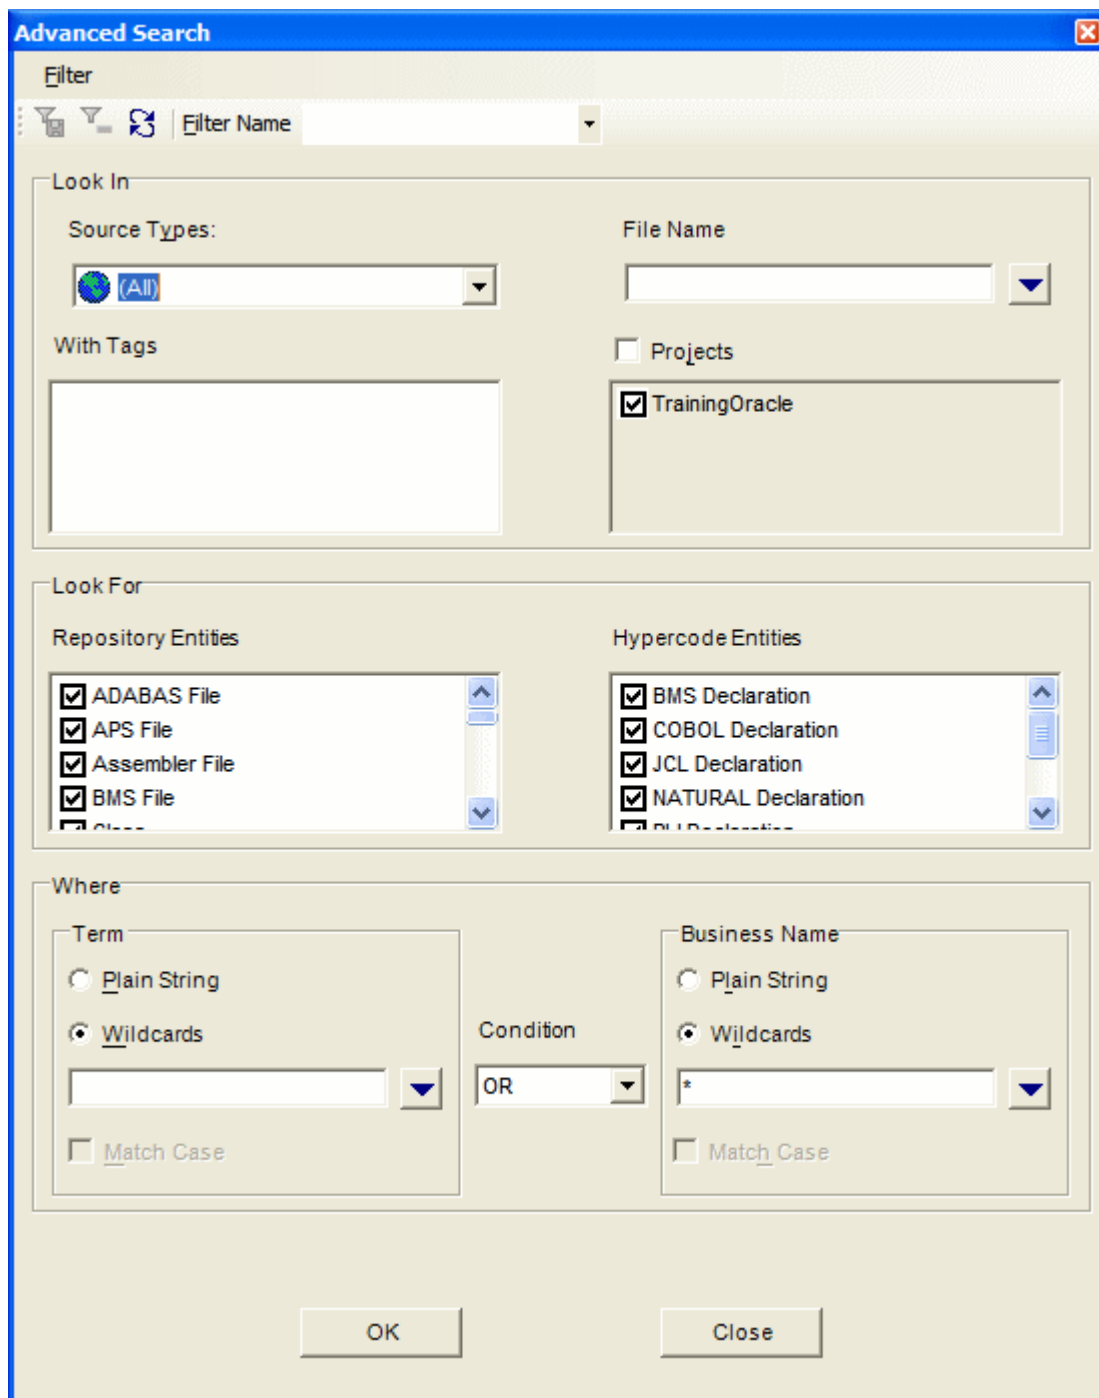 Advanced Search
Filter
Filter Name
Look In
Source Types:
File Name
(All)
With Tags
Projects
TrainingOracle
Look For
Repository Entities
Hypercode Entities
ADABAS File
BMS Declaration
APS File
COBOL Declaration
Assembler File
JCL Declaration
BMS File
NATURAL Declaration
Where
Term
Business Name
Plain String
Plain String
Wildcards
Condition
Wildcards
OR
*
Match Case
Match Case
OK
Close